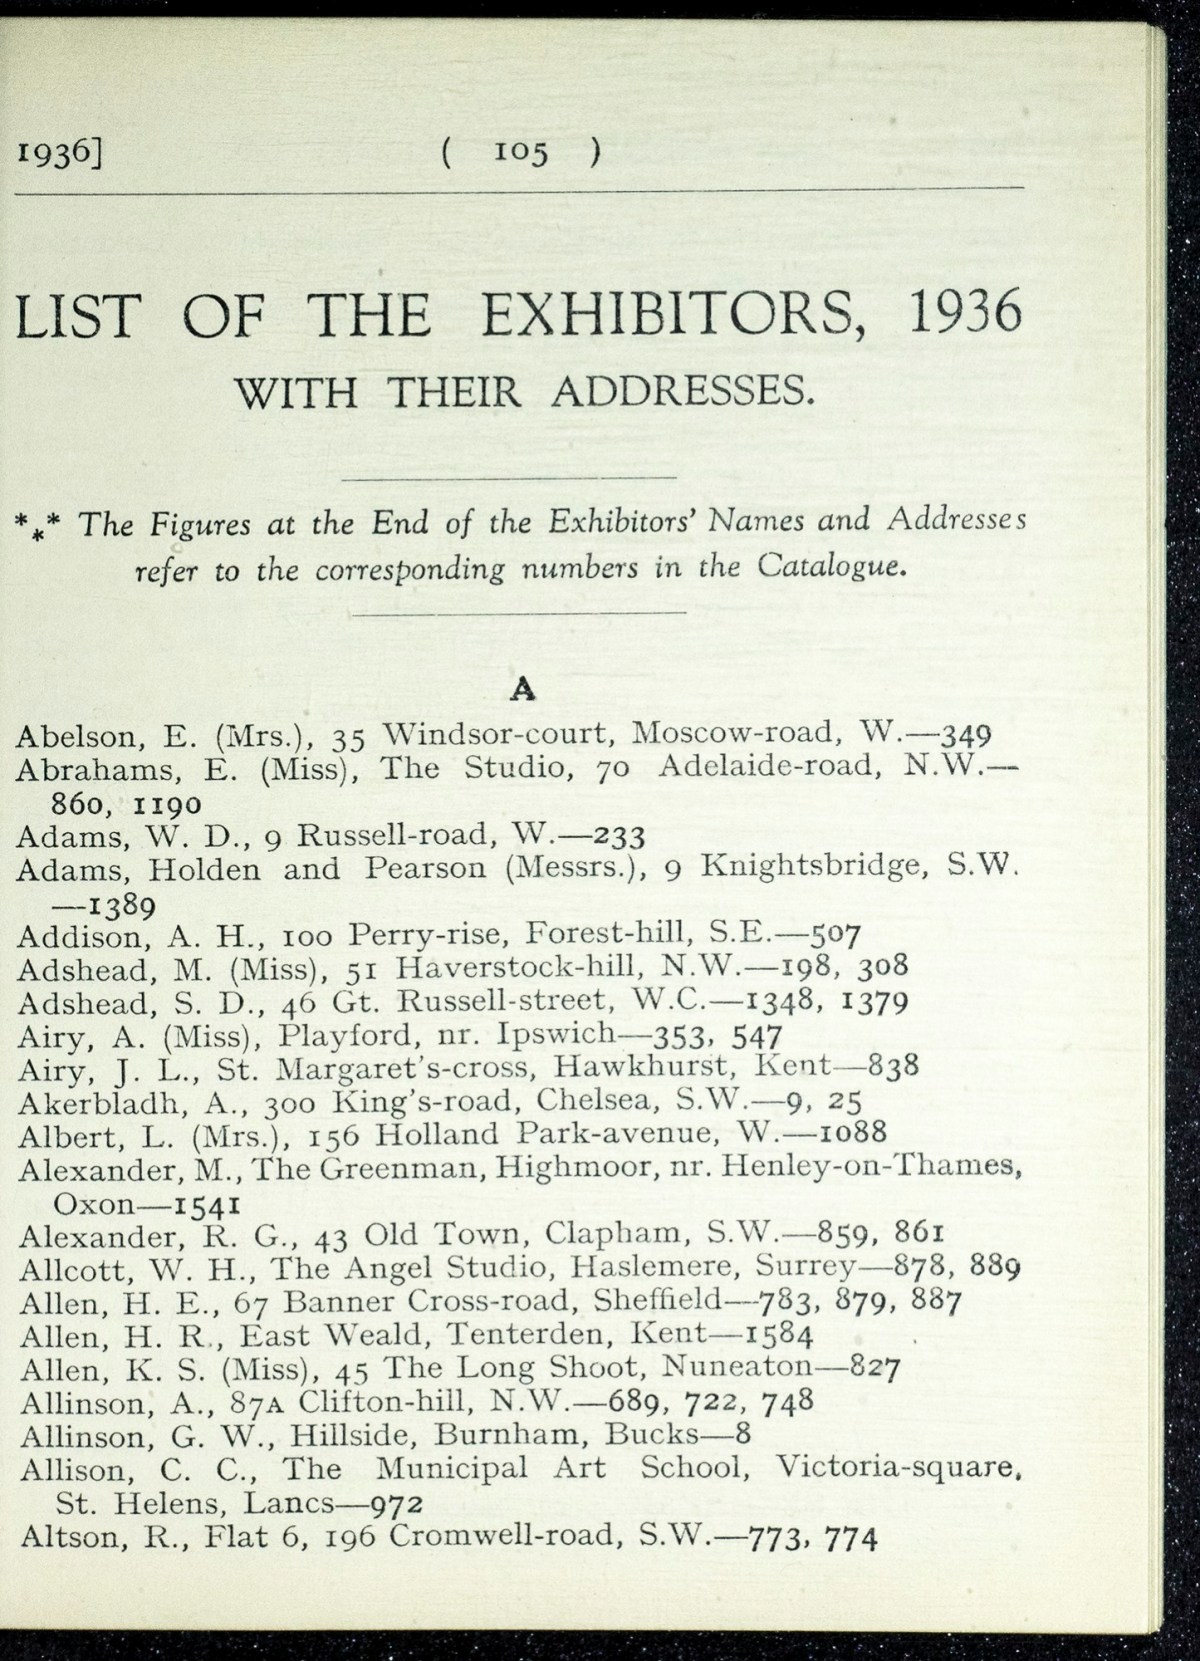 1936] ( 105 )
LIST OF THE EXHIBITORS, 1936
WITH THEIR ADDRESSES.
*⁎* The Figures at the End of the Exhibitors' Names and Addresses
refer to the corresponding numbers in the Catalogue.
A
Abelson, E. (Mrs.), 35 Windsor-court, Moscow-road, W.—349
Abrahams, E. (Miss), The Studio, 70 Adelaide-road, N.W.—
860, 1190
Adams, W. D., 9 Russell-road, W.—233
Adams, Holden and Pearson (Messrs.), 9 Knightsbridge, S.W.
—1389
Addison, A. H., 100 Perry-rise, Forest-hill, S.E.—507
Adshead, M. (Miss), 51 Haverstock-hill, N.W.—198, 308
Adshead, S. D., 46 Gt. Russell-street, W.C.—1348, 1379
Airy, A. (Miss), Playford, nr. Ipswich—353, 547
Airy, J. L., St. Margaret's-cross, Hawkhurst, Kent—838
Akerbladh, A., 300 King's-road, Chelsea, S.W.—9, 25
Albert, L. (Mrs.), 156 Holland Park-avenue, W.—1088
Alexander, M., The Greenman, Highmoor, nr. Henley-on-Thames,
Oxon—1541
Alexander, R. G., 43 Old Town, Clapham, S.W.—859, 861
Allcott, W. H., The Angel Studio, Haslemere, Surrey—878, 889
Allen, H. E., 67 Banner Cross-road, Sheffield—783, 879, 887
Allen, H. R., East Weald, Tenterden, Kent—1584
Allen, K. S. (Miss), 45 The Long Shoot, Nuneaton—827
Allinson, A., 87A Clifton-hill, N.W.—689, 722, 748
Allinson, G. W., Hillside, Burnham, Bucks—8
Allison, C. C., The Municipal Art School, Victoria-square,
St. Helens, Lancs—972
Altson, R., Flat 6, 196 Cromwell-road, S.W.—773, 774